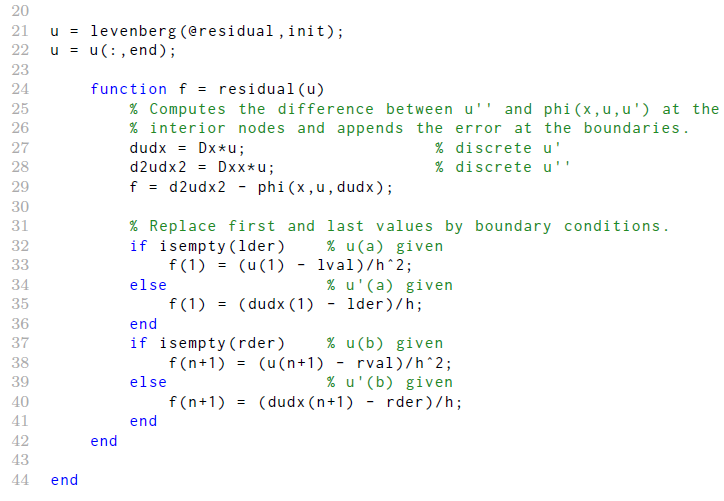 20
21 u = levenberg(@residual,init);
22 u = u(:,end);
23
24 function f = residual(u)
25 % Computes the difference between u'' and phi(x,u,u') at the
26 % interior nodes and appends the error at the boundaries.
27 dudx = Dx*u; % discrete u'
28 d2udx2 = Dxx*u; % discrete u''
29 f = d2udx2 - phi(x,u,dudx);
30
31 % Replace first and last values by boundary conditions.
32 if isempty(lder) % u(a) given
33 f(1) = (u(1) - lval)/h^2;
34 else % u'(a) given
35 f(1) = (dudx(1) - lder)/h;
36 end
37 if isempty(rder) % u(b) given
38 f(n+1) = (u(n+1) - rval)/h^2;
39 else % u'(b) given
40 f(n+1) = (dudx(n+1) - rder)/h;
41 end
42 end
43
44 end